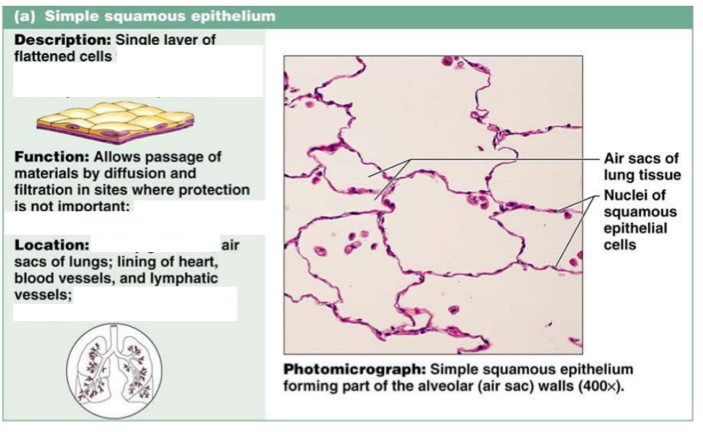 (a) Simple squamous epithelium
Description: Single layer of
flattened cells
Function: Allows passage of
materials by diffusion and
filtration in sites where protection
is not important;
Location: air
sacs of lungs; lining of heart,
blood vessels, and lymphatic
vessels;
Air sacs of
lung tissue
Nuclei of
squamous
epithelial
cells
Photomicrograph: Simple squamous epithelium
forming part of the alveolar (air sac) walls (400×).